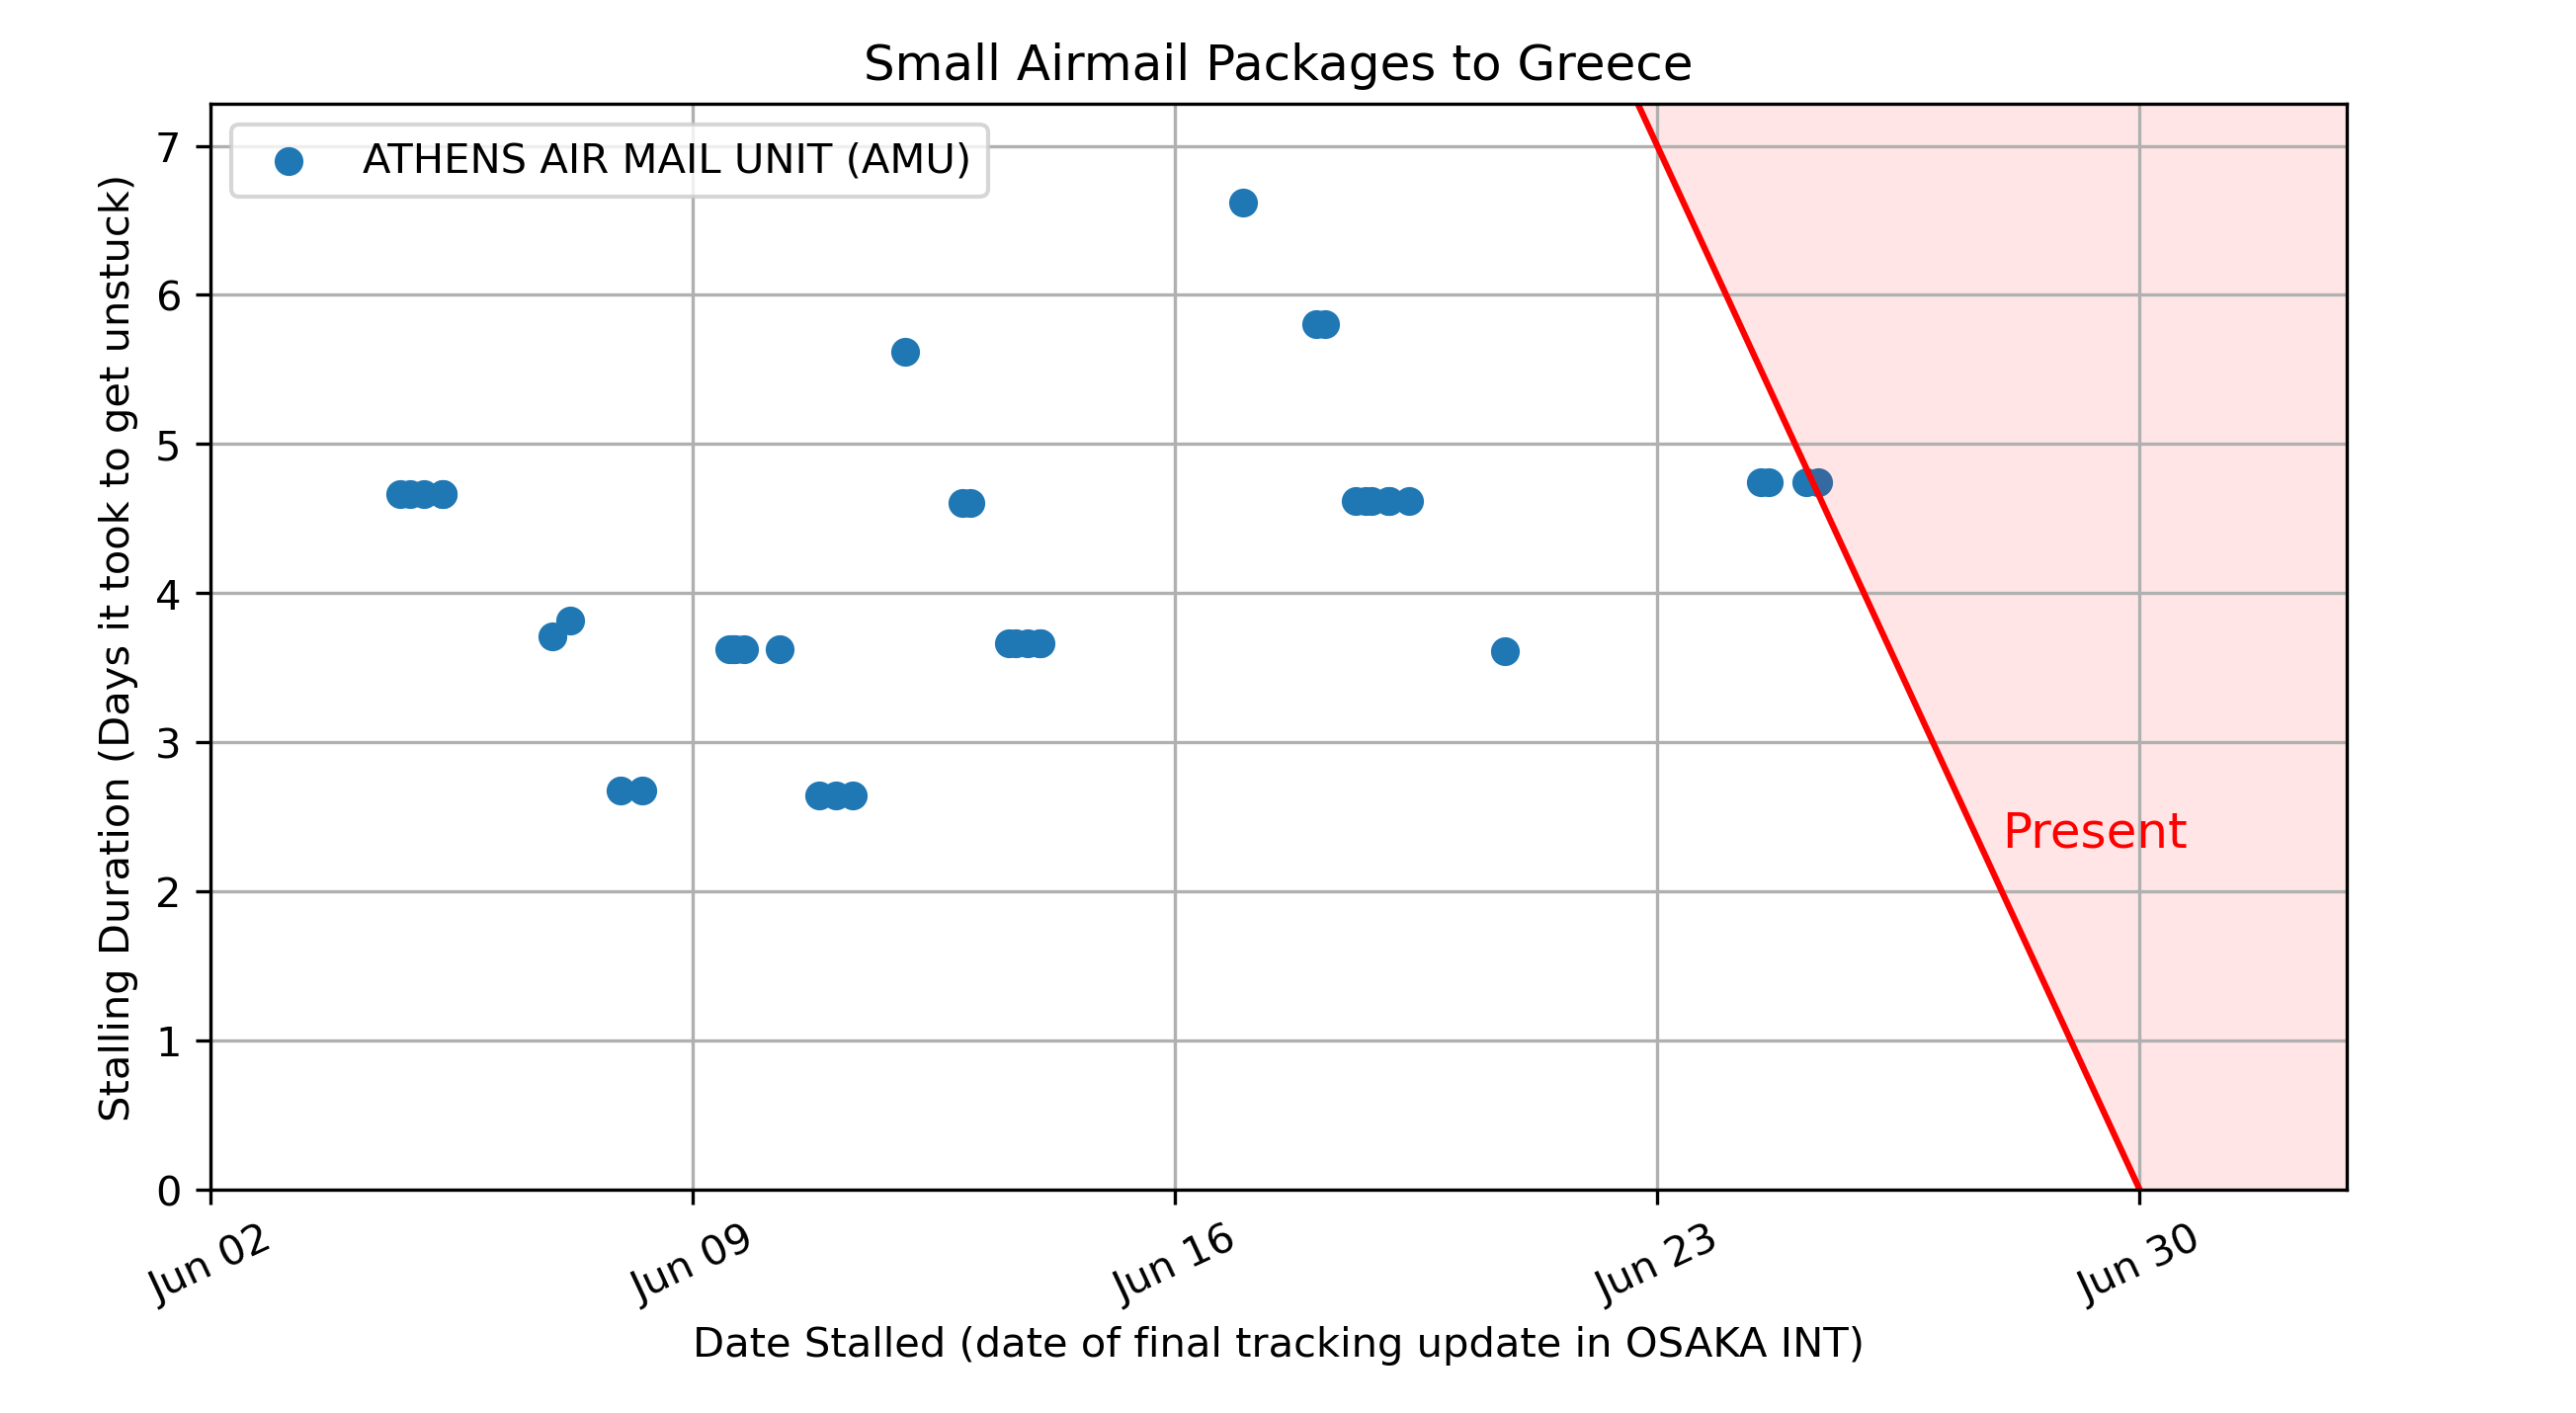 Small Airmail Packages to Greece
ATHENS AIR MAIL UNIT (AMU)
Stalling Duration (Days it took to get unstuck)
7
6
5
4
3
2
1
0
Present
Jun 02
Jun 09
Jun 16
Jun 23
Jun 30
Date Stalled (date of final tracking update in OSAKA INT)